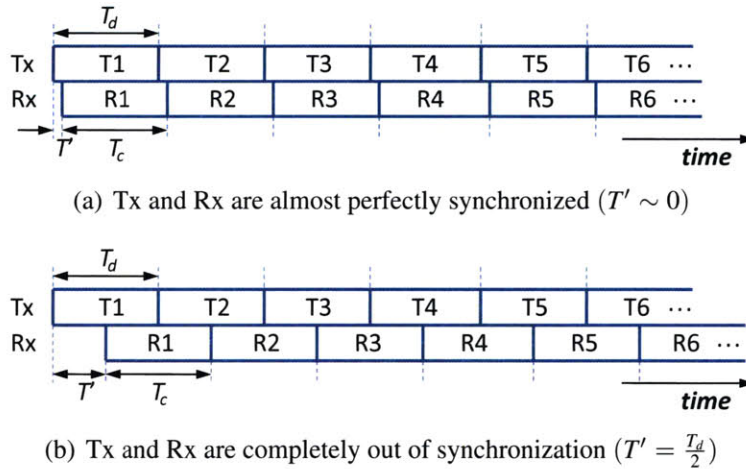 T_d
Tx T1 T2 T3 T4 T5 T6 ···
Rx R1 R2 R3 R4 R5 R6 ···
T' T_c
time
(a) Tx and Rx are almost perfectly synchronized (T′ ∼ 0)
T_d
Tx T1 T2 T3 T4 T5 T6 ···
Rx R1 R2 R3 R4 R5 R6 ···
T' T_c
time
(b) Tx and Rx are completely out of synchronization (T′ = T_d/2)